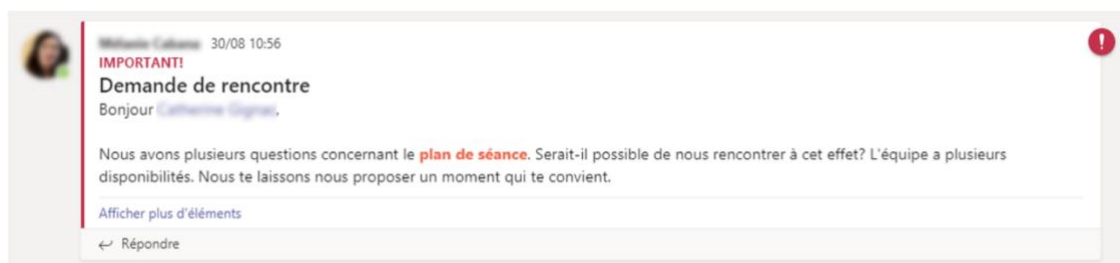 30/08 10:56
IMPORTANT!
Demande de rencontre
Bonjour
Nous avons plusieurs questions concernant le plan de séance. Serait-il possible de nous rencontrer à cet effet? L'équipe a plusieurs
disponibilités. Nous te laissons nous proposer un moment qui te convient.
Afficher plus d'éléments
Répondre